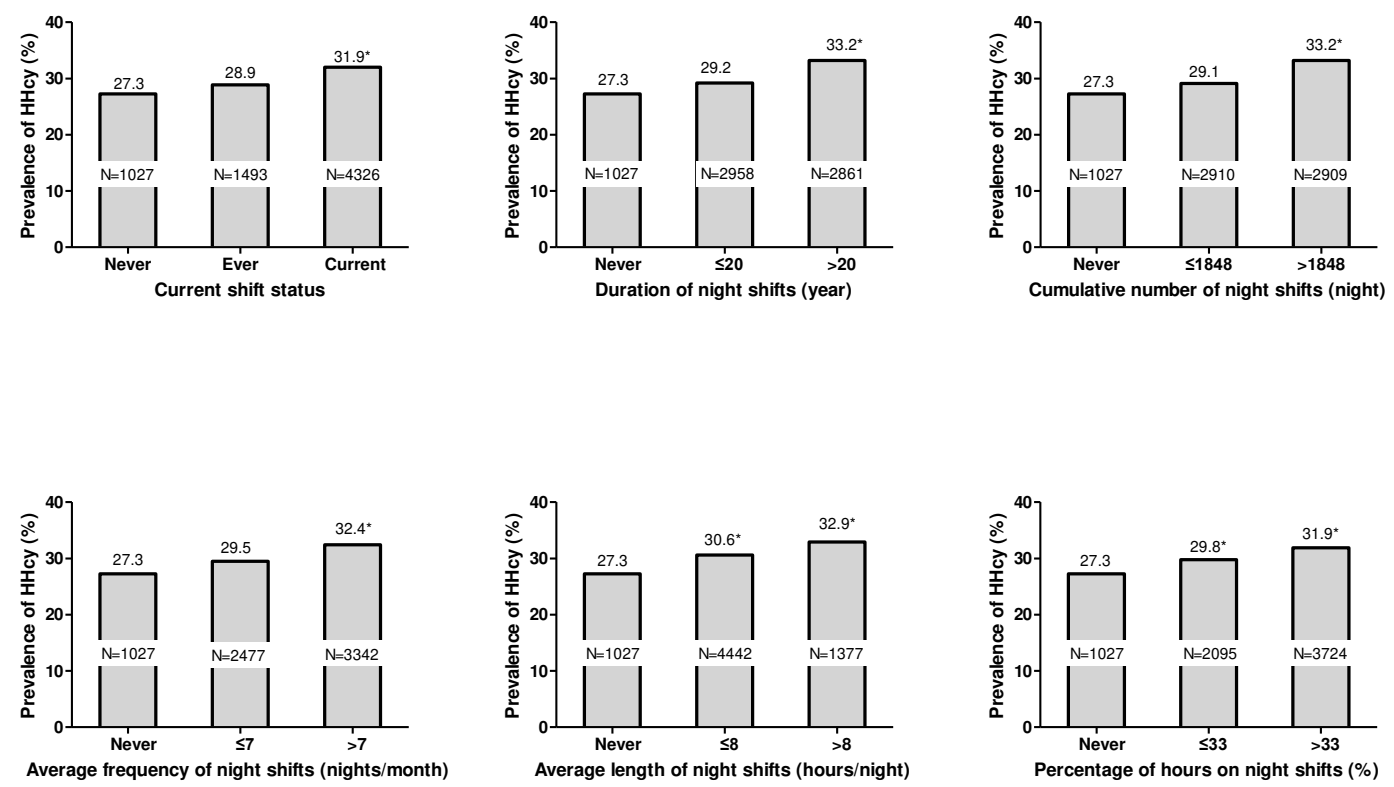 Prevalence of HHcy (%)
40
30
20
10
0
27.3
28.9
31.9*
N=1027
N=1493
N=4326
Never
Ever
Current
Current shift status
Prevalence of HHcy (%)
40
30
20
10
0
27.3
29.2
33.2*
N=1027
N=2958
N=2861
Never
≤20
>20
Duration of night shifts (year)
Prevalence of HHcy (%)
40
30
20
10
0
27.3
29.1
33.2*
N=1027
N=2910
N=2909
Never
≤1848
>1848
Cumulative number of night shifts (night)
Prevalence of HHcy (%)
40
30
20
10
0
27.3
29.5
32.4*
N=1027
N=2477
N=3342
Never
≤7
>7
Average frequency of night shifts (nights/month)
Prevalence of HHcy (%)
40
30
20
10
0
27.3
30.6*
32.9*
N=1027
N=4442
N=1377
Never
≤8
>8
Average length of night shifts (hours/night)
Prevalence of HHcy (%)
40
30
20
10
0
27.3
29.8*
31.9*
N=1027
N=2095
N=3724
Never
≤33
>33
Percentage of hours on night shifts (%)